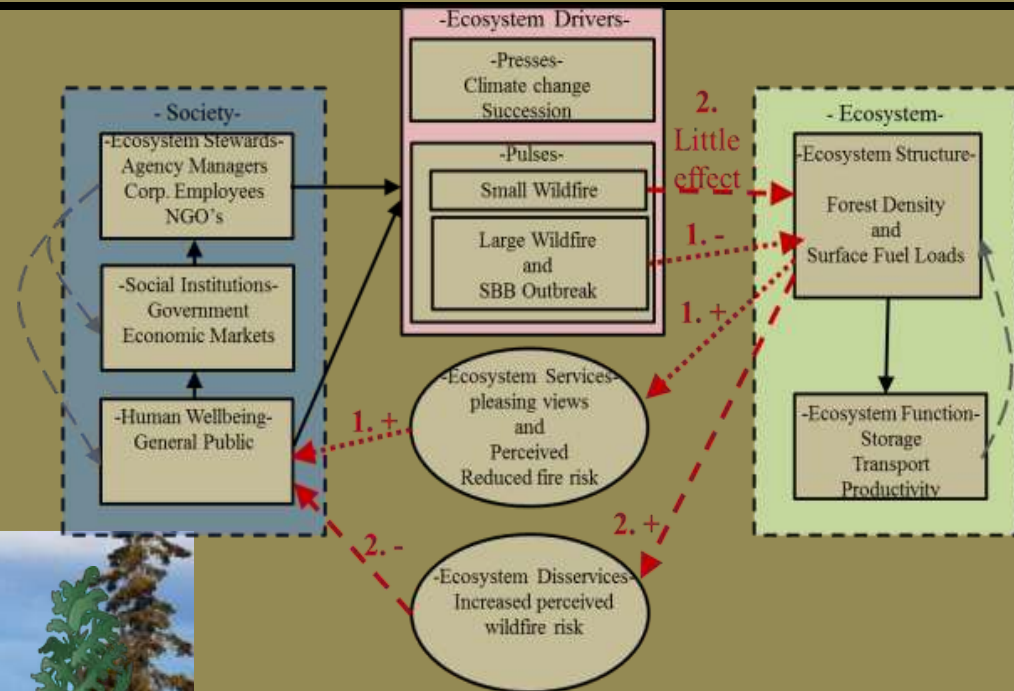 -Ecosystem Drivers-
-Presses-
Climate change
Succession
-Pulses-
Small Wildfire
Large Wildfire
and
SBB Outbreak
- Society-
-Ecosystem Stewards-
Agency Managers
Corp. Employees
NGO's
-Social Institutions-
Government
Economic Markets
-Human Wellbeing-
General Public
2.
Little
effect
1. -
1. +
1. +
2. +
2. -
- Ecosystem-
-Ecosystem Structure-
Forest Density
and
Surface Fuel Loads
-Ecosystem Function-
Storage
Transport
Productivity
-Ecosystem Services-
pleasing views
and
Perceived
Reduced fire risk
-Ecosystem Disservices-
Increased perceived
wildfire risk